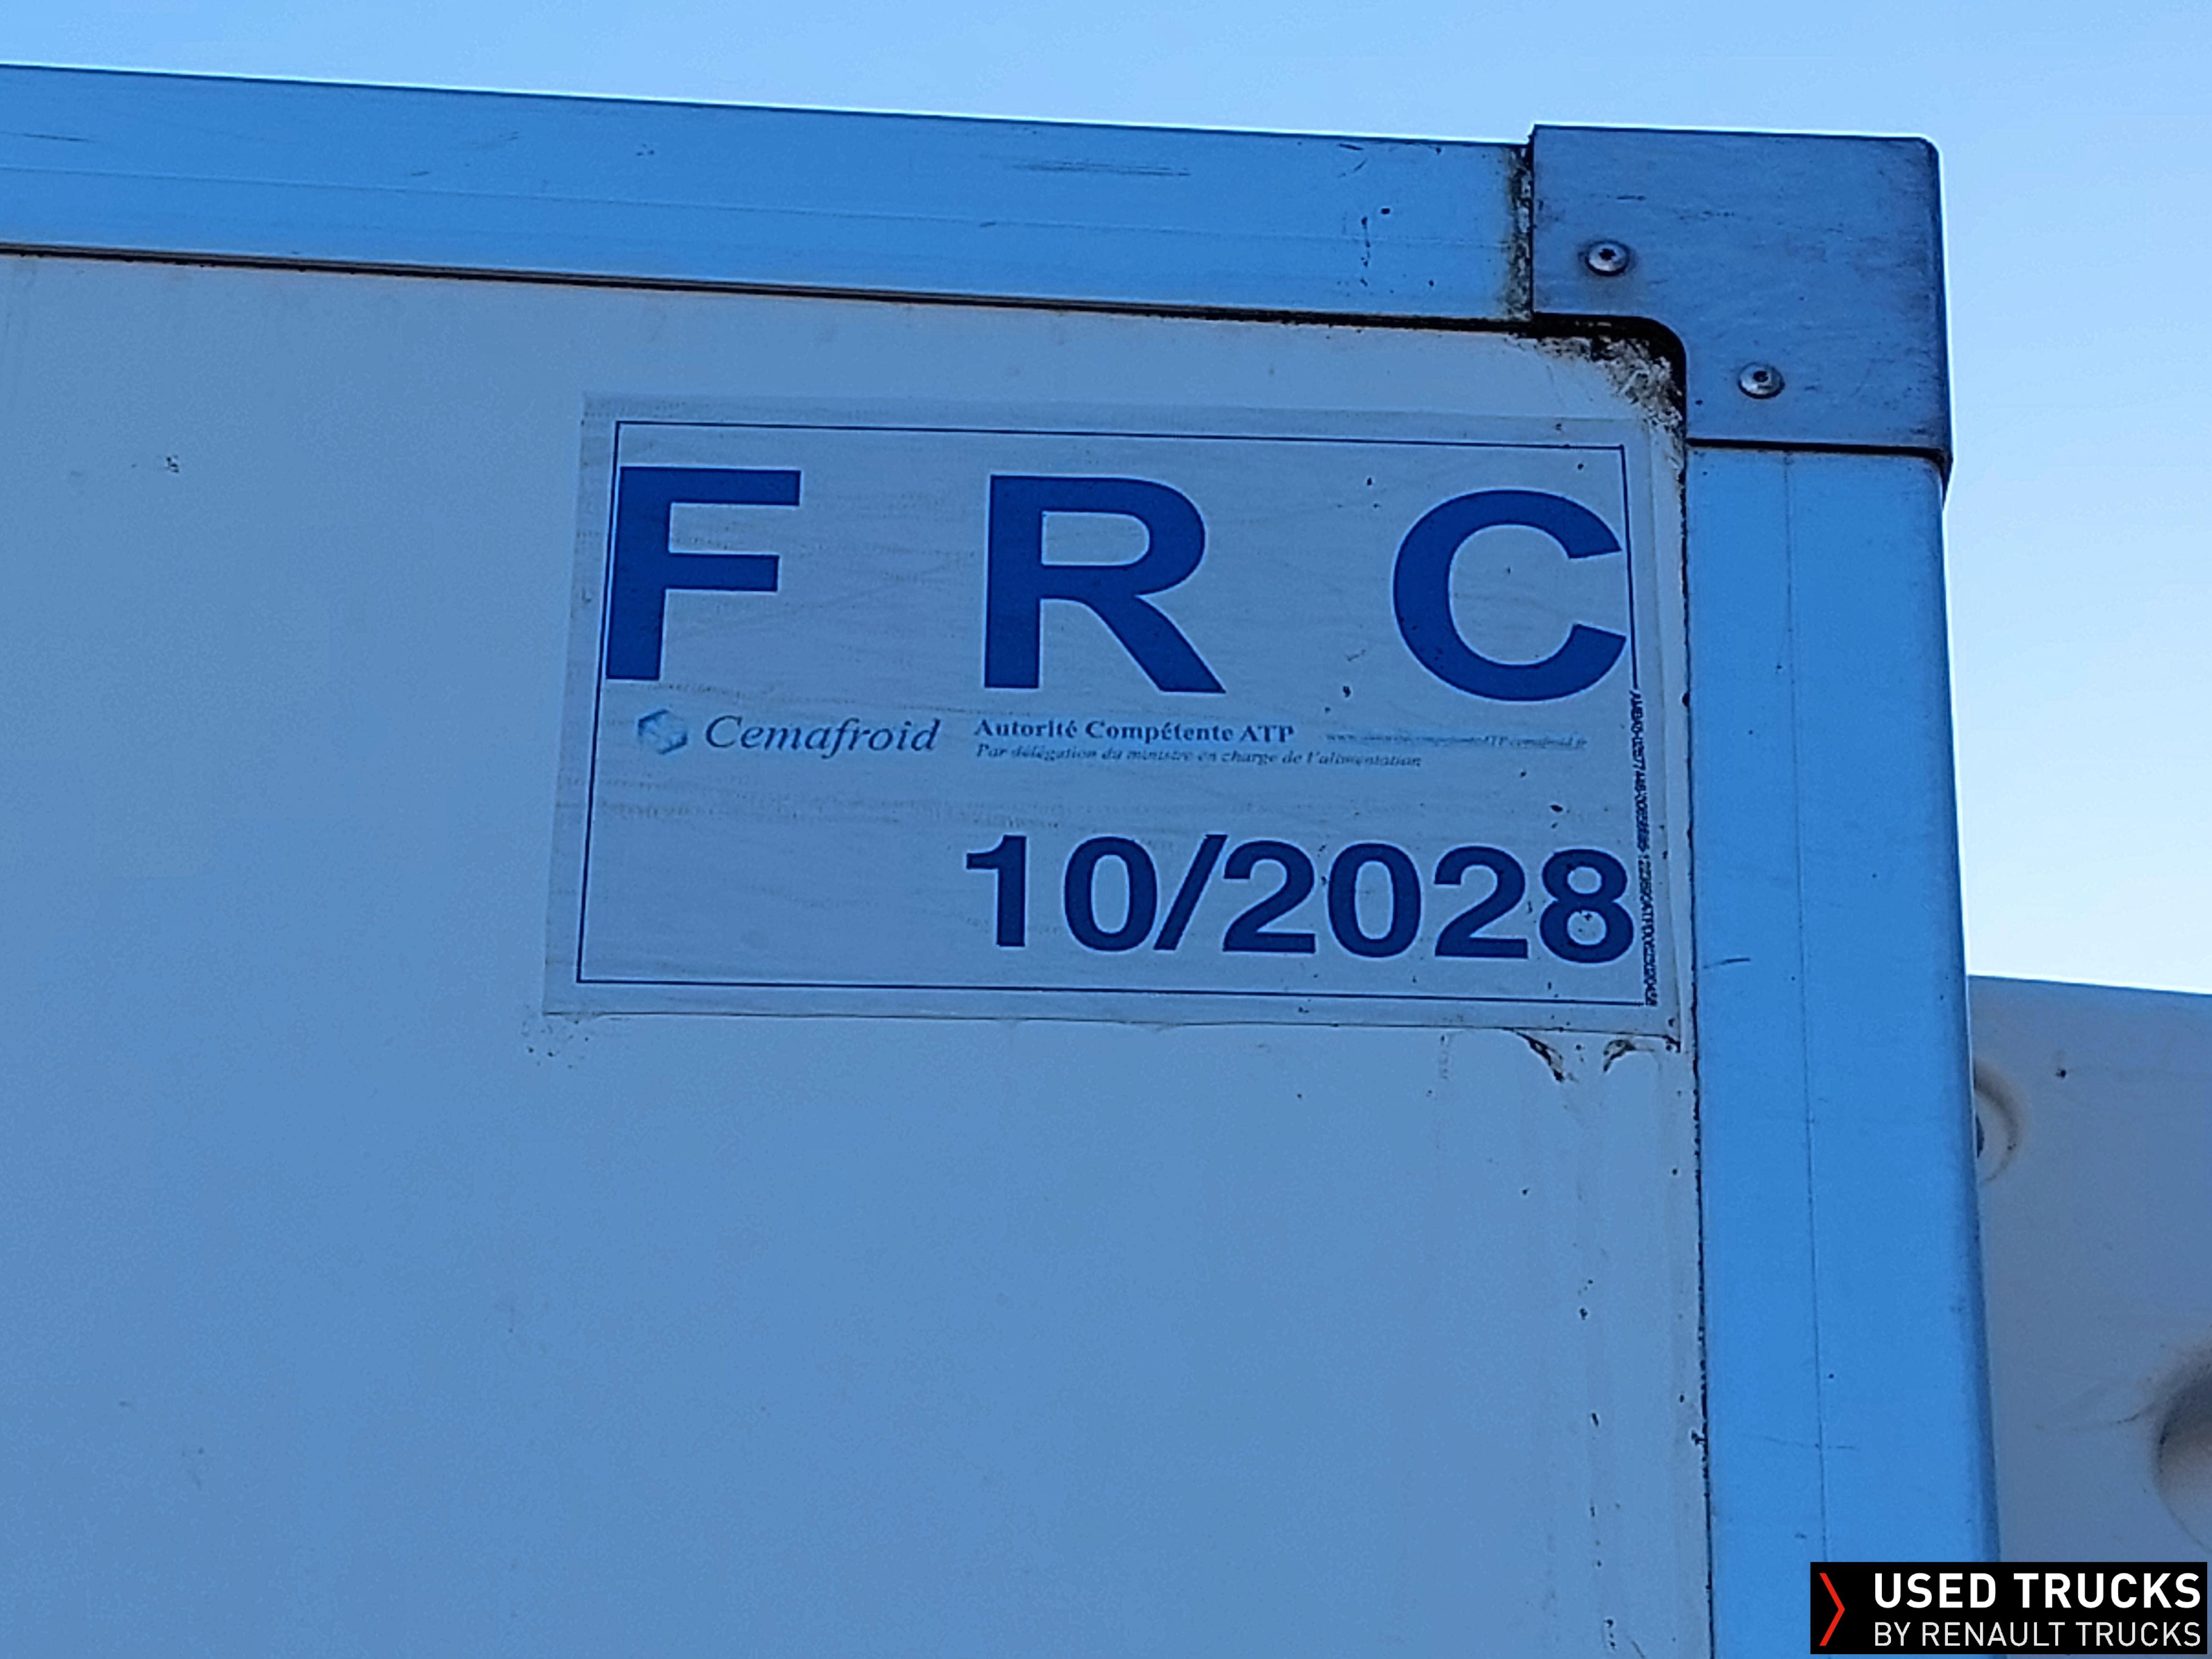 F R C
Cemafroid Autorité Compétente ATP
Par délégation du ministre en charge de l'alimentation
10/2028
USED TRUCKS
BY RENAULT TRUCKS